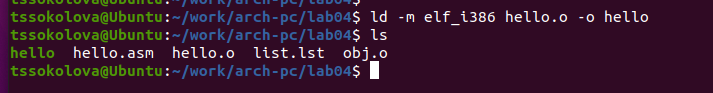 tssokolova@Ubuntu:~/work/arch-pc/lab04$ ld -m elf_i386 hello.o -o hello
tssokolova@Ubuntu:~/work/arch-pc/lab04$ ls
hello  hello.asm  hello.o  list.lst  obj.o
tssokolova@Ubuntu:~/work/arch-pc/lab04$